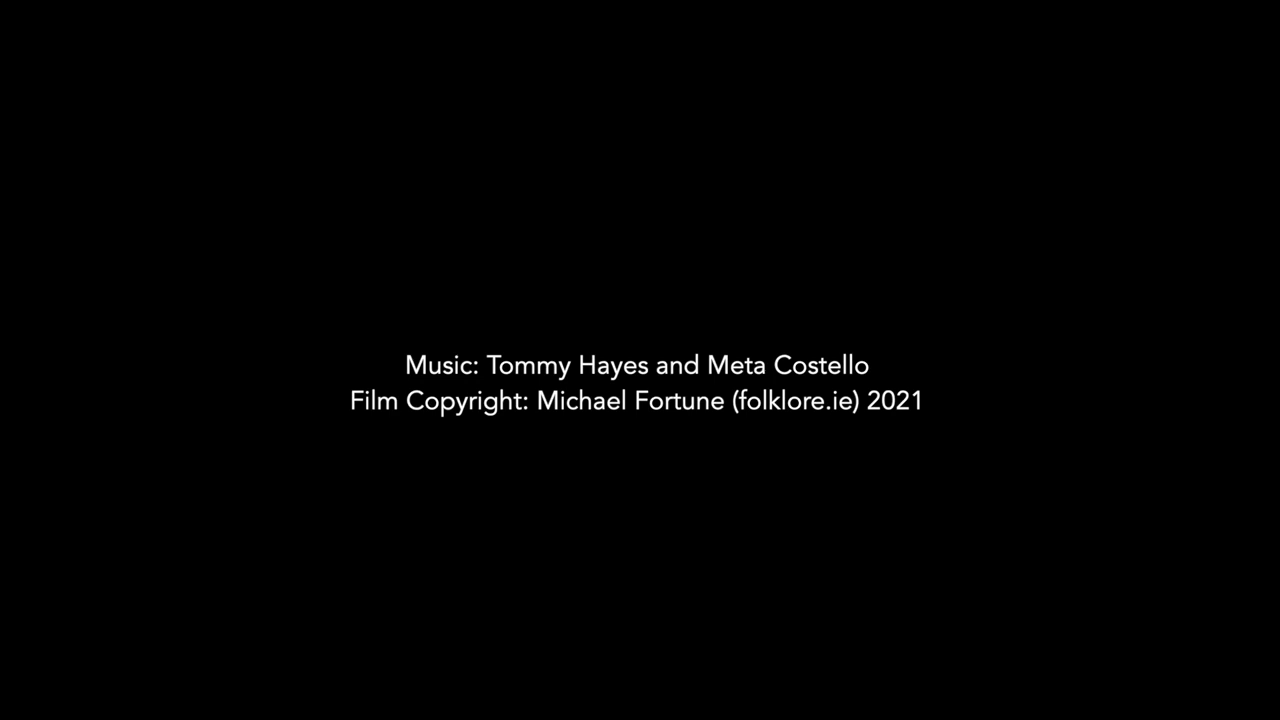 Music: Tommy Hayes and Meta Costello
Film Copyright: Michael Fortune (folklore.ie) 2021